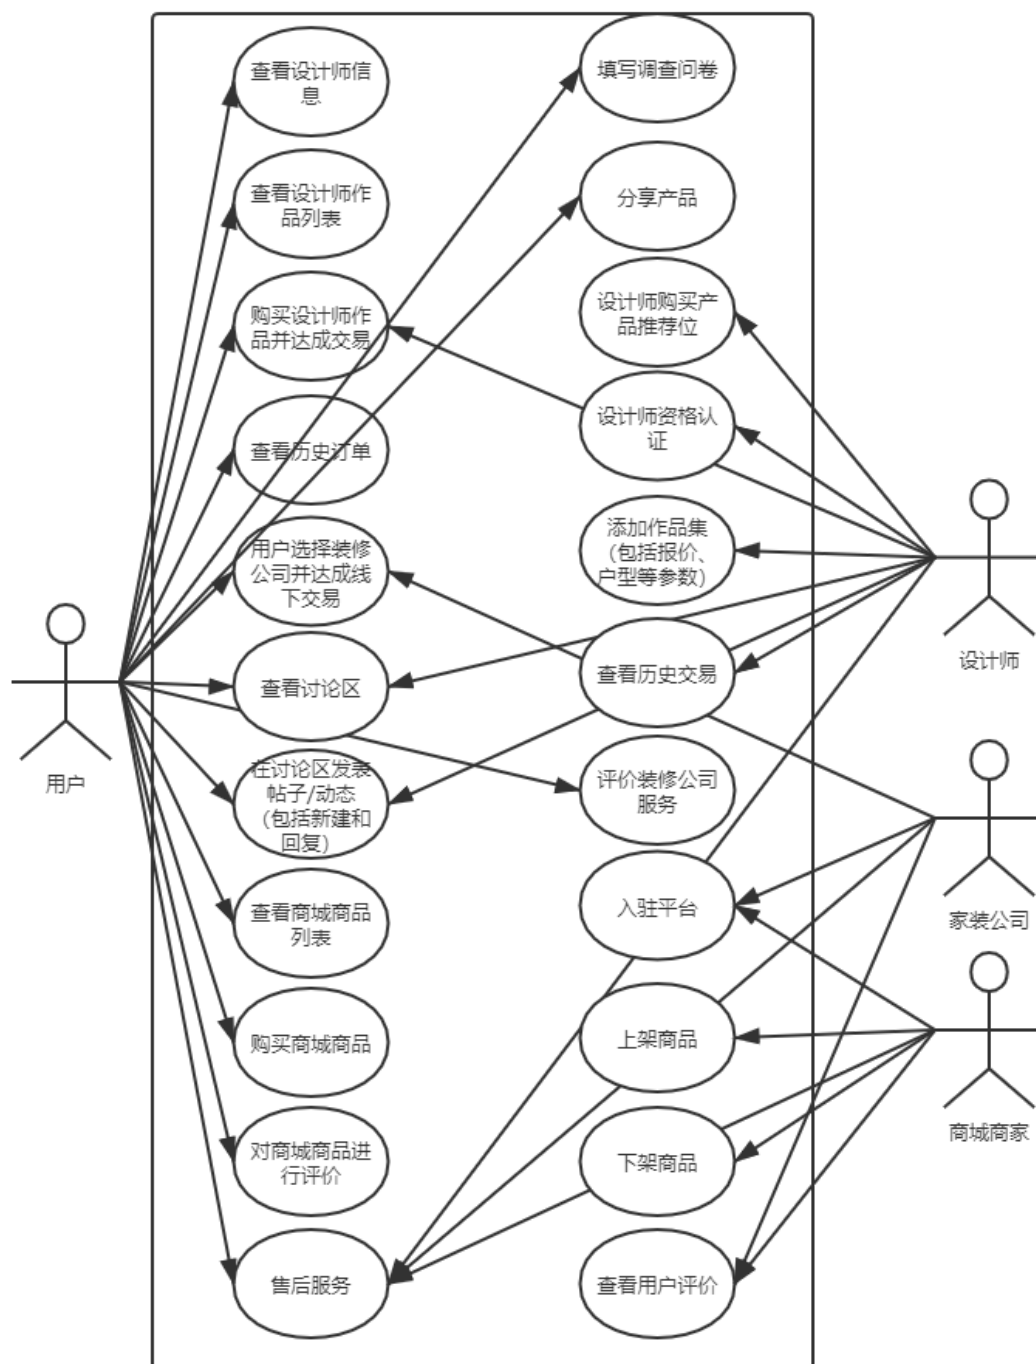 查看设计师信
息
查看设计师作
品列表
购买设计师作
品并达成交易
查看历史订单
用户选择装修
公司并达成线
下交易
查看讨论区
在讨论区发表
帖子/动态
（包括新建和
回复）
查看商城商品
列表
购买商城商品
对商城商品进
行评价
售后服务
填写调查问卷
分享产品
设计师购买产
品推荐位
设计师资格认
证
添加作品集
（包括报价、
户型等参数）
查看历史交易
评价装修公司
服务
入驻平台
上架商品
下架商品
查看用户评价
用户
设计师
家装公司
商城商家